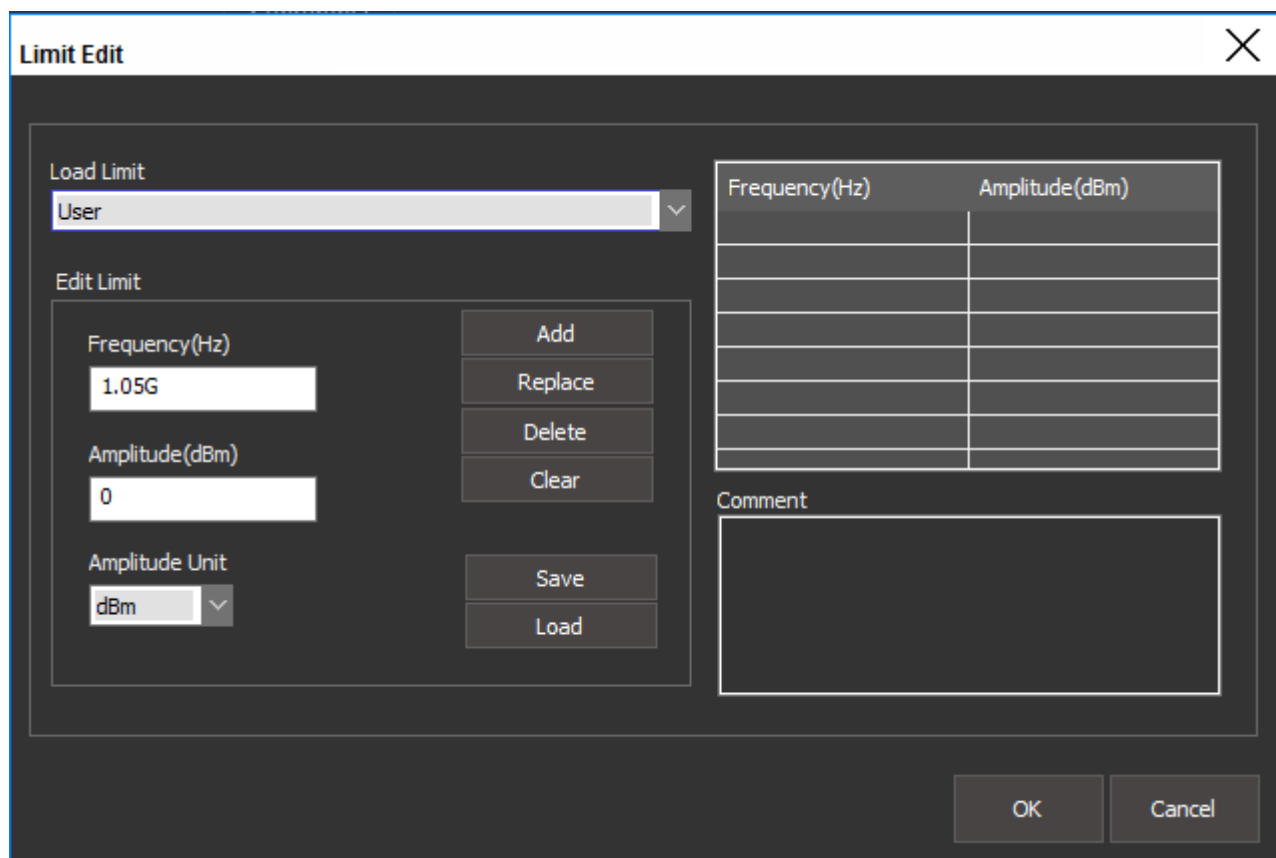 Limit Edit
Load Limit
User
Edit Limit
Frequency(Hz)
1.05G
Amplitude(dBm)
0
Amplitude Unit
dBm
Add
Replace
Delete
Clear
Save
Load
Frequency(Hz) Amplitude(dBm)
Comment
OK Cancel